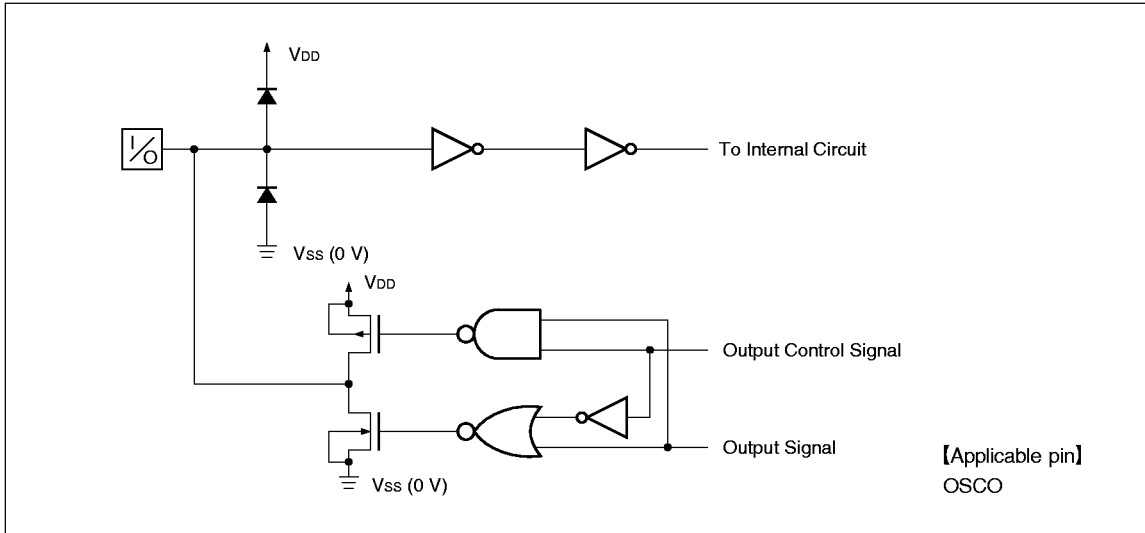 VDD
I/O
To Internal Circuit
VSS (0 V)
VDD
Output Control Signal
Output Signal
VSS (0 V)
【Applicable pin】
OSCO